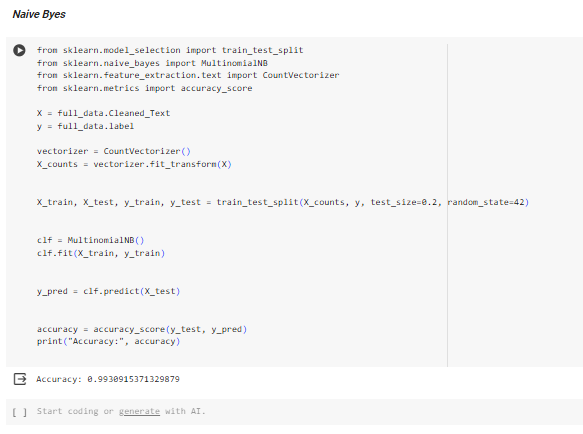 Naive Byes
from sklearn.model_selection import train_test_split
from sklearn.naive_bayes import MultinomialNB
from sklearn.feature_extraction.text import CountVectorizer
from sklearn.metrics import accuracy_score
X = full_data.Cleaned_Text
y = full_data.label
vectorizer = CountVectorizer()
X_counts = vectorizer.fit_transform(X)
X_train, X_test, y_train, y_test = train_test_split(X_counts, y, test_size=0.2, random_state=42)
clf = MultinomialNB()
clf.fit(X_train, y_train)
y_pred = clf.predict(X_test)
accuracy = accuracy_score(y_test, y_pred)
print("Accuracy:", accuracy)
Accuracy: 0.9930915371329879
[ ] Start coding or generate with AI.